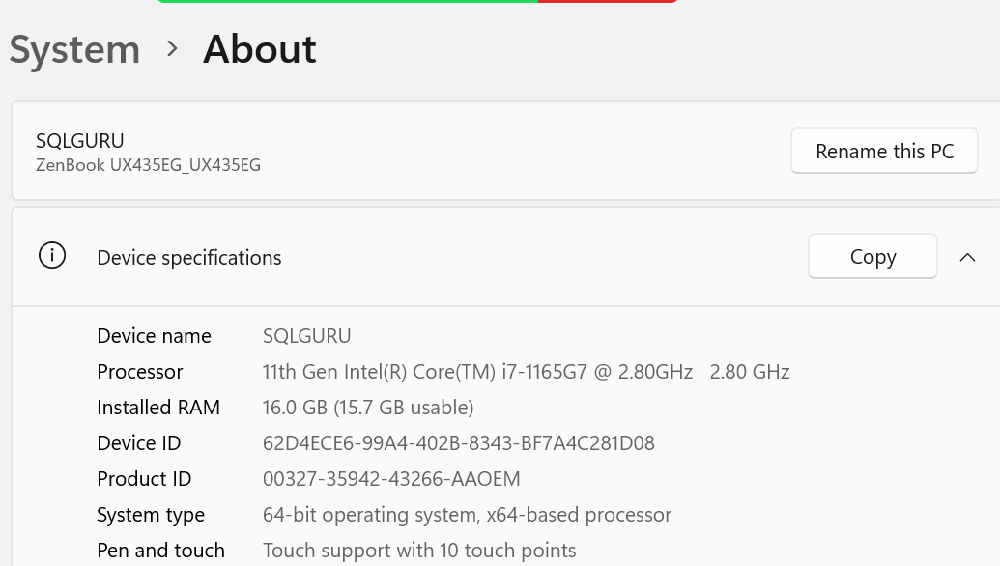 System > About
SQLGURU
ZenBook UX435EG_UX435EG
Rename this PC
Device specifications
Copy
Device name SQLGURU
Processor 11th Gen Intel(R) Core(TM) i7-1165G7 @ 2.80GHz 2.80 GHz
Installed RAM 16.0 GB (15.7 GB usable)
Device ID 62D4ECE6-99A4-402B-8343-BF7A4C281D08
Product ID 00327-35942-43266-AAOEM
System type 64-bit operating system, x64-based processor
Pen and touch Touch support with 10 touch points